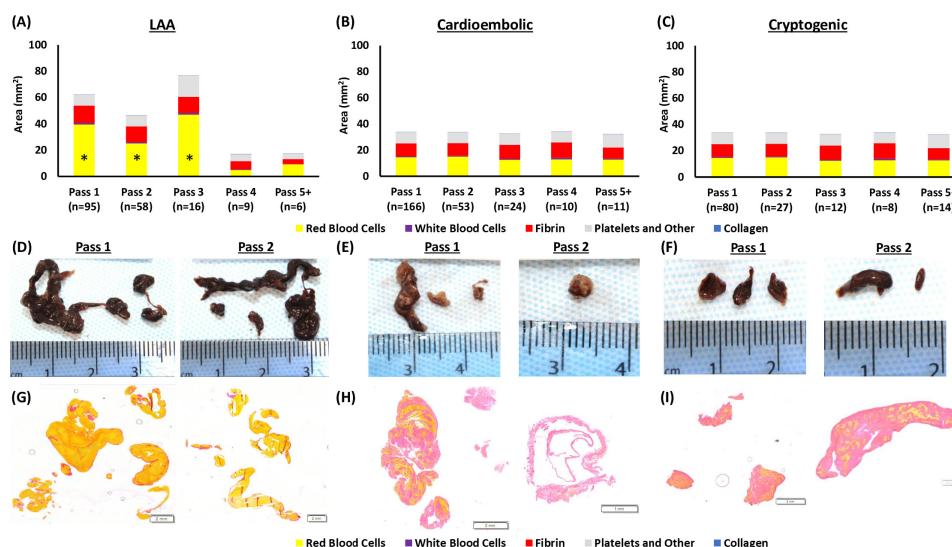 (A) LAA
(B) Cardioembolic
(C) Cryptogenic
Area (mm²)
100
80
60
40
20
0
* * *
Pass 1 Pass 2 Pass 3 Pass 4 Pass 5+
(n=95) (n=58) (n=16) (n=9) (n=6)
Area (mm²)
100
80
60
40
20
0
Pass 1 Pass 2 Pass 3 Pass 4 Pass 5+
(n=166) (n=53) (n=24) (n=10) (n=11)
Area (mm²)
100
80
60
40
20
0
Pass 1 Pass 2 Pass 3 Pass 4 Pass 5+
(n=80) (n=27) (n=12) (n=8) (n=14)
Red Blood Cells White Blood Cells Fibrin Platelets and Other Collagen
(D) Pass 1 Pass 2
cm 1 2 3
1 2 3
(E) Pass 1 Pass 2
3 4
3 4
(F) Pass 1 Pass 2
cm 1 2
1 2
(G)
2 mm
2 mm
(H)
2 mm
1 mm
(I)
Red Blood Cells White Blood Cells Fibrin Platelets and Other Collagen